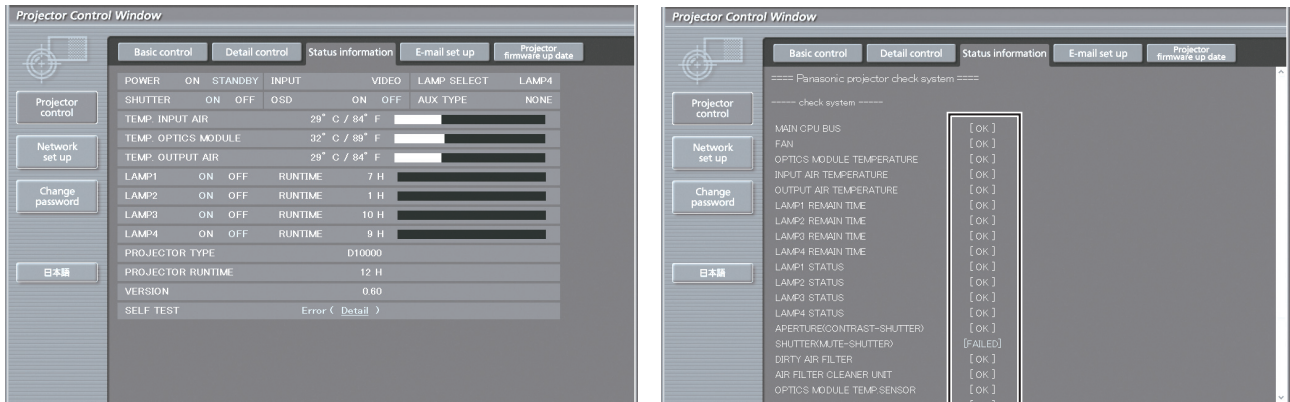 Projector Control Window
Basic control Detail control Status information E-mail set up Projector firmware up date
Projector control
Network set up
Change password
日本語
POWER ON STANDBY INPUT VIDEO LAMP SELECT LAMP4
SHUTTER ON OFF OSD ON OFF AUX TYPE NONE
TEMP. INPUT AIR 29° C / 84° F
TEMP. OPTICS MODULE 32° C / 89° F
TEMP. OUTPUT AIR 29° C / 84° F
LAMP1 ON OFF RUNTIME 7 H
LAMP2 ON OFF RUNTIME 1 H
LAMP3 ON OFF RUNTIME 10 H
LAMP4 ON OFF RUNTIME 9 H
PROJECTOR TYPE D10000
PROJECTOR RUNTIME 12 H
VERSION 0.60
SELF TEST Error ( Detail )
Projector Control Window
Basic control Detail control Status information E-mail set up Projector firmware up date
Projector control
Network set up
Change password
日本語
==== Panasonic projector check system ====
----- check system -----
MAIN CPU BUS [ OK ]
FAN [ OK ]
OPTICS MODULE TEMPERATURE [ OK ]
INPUT AIR TEMPERATURE [ OK ]
OUTPUT AIR TEMPERATURE [ OK ]
LAMP1 REMAIN TIME [ OK ]
LAMP2 REMAIN TIME [ OK ]
LAMP3 REMAIN TIME [ OK ]
LAMP4 REMAIN TIME [ OK ]
LAMP1 STATUS [ OK ]
LAMP2 STATUS [ OK ]
LAMP3 STATUS [ OK ]
LAMP4 STATUS [ OK ]
APERTURE(CONTRAST-SHUTTER) [ OK ]
SHUTTER(MUTE-SHUTTER) [FAILED]
DIRTY AIR FILTER [ OK ]
AIR FILTER CLEANER UNIT [ OK ]
OPTICS MODULE TEMP.SENSOR [ OK ]